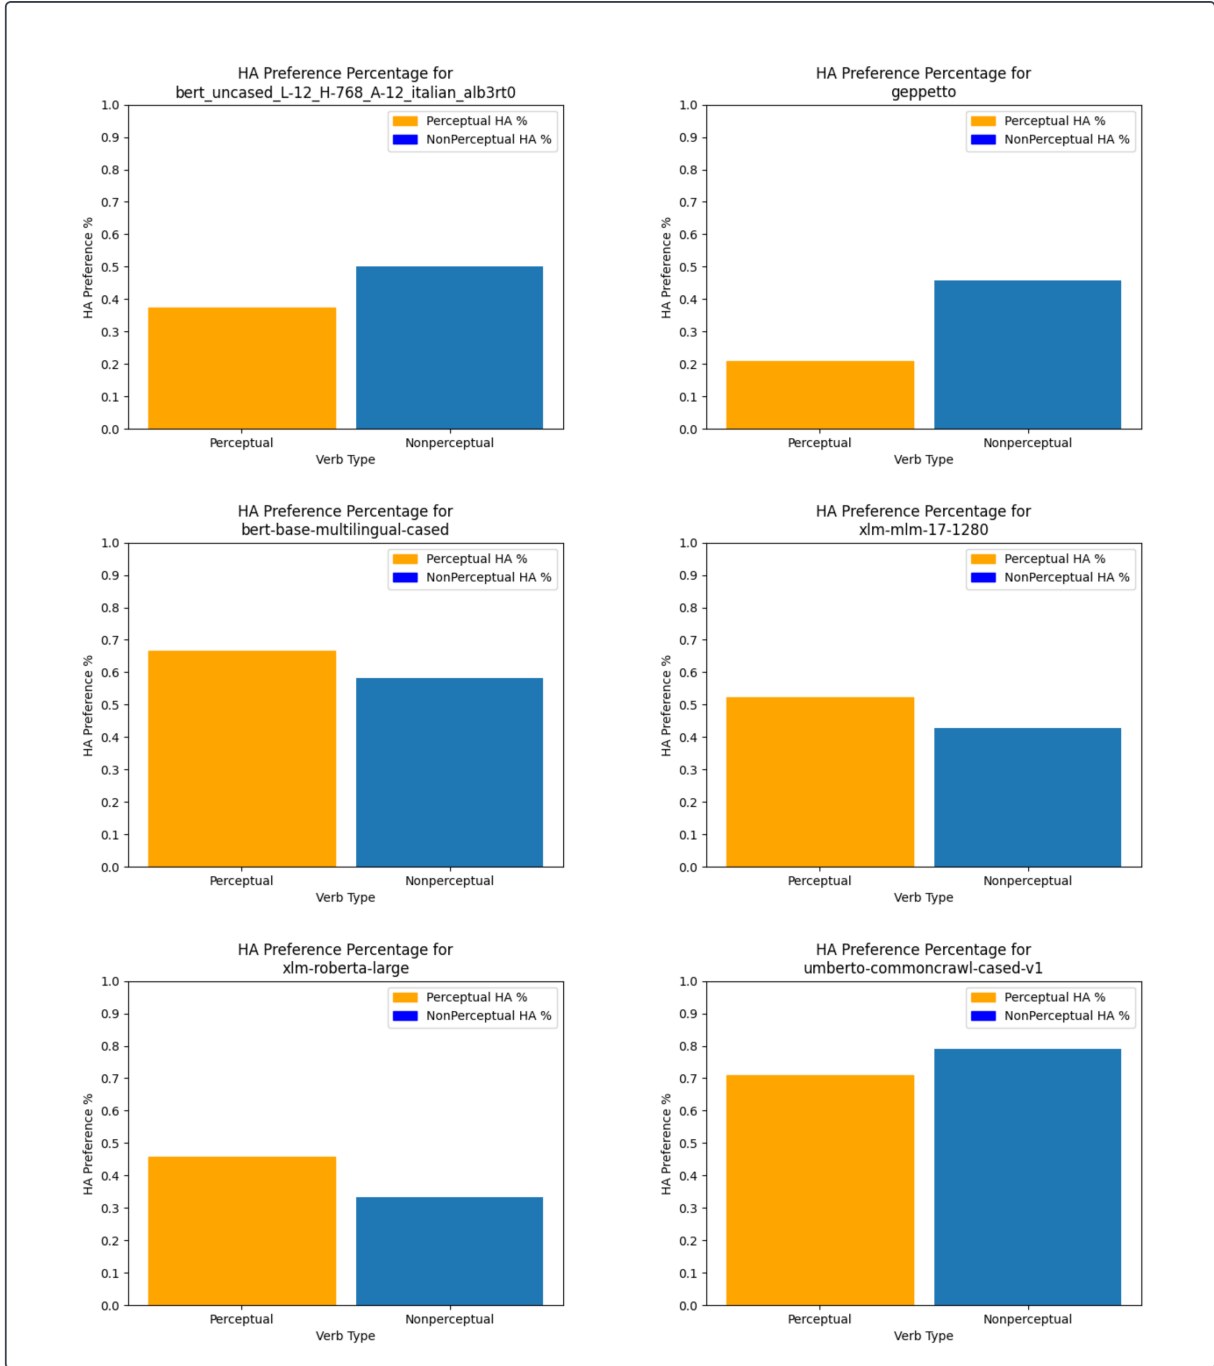 HA Preference Percentage for
bert_uncased_L-12_H-768_A-12_italian_alb3rt0
1.0
0.9
0.8
0.7
0.6
0.5
0.4
0.3
0.2
0.1
0.0
HA Preference %
Perceptual HA %
NonPerceptual HA %
Perceptual
Nonperceptual
Verb Type
HA Preference Percentage for
geppetto
1.0
0.9
0.8
0.7
0.6
0.5
0.4
0.3
0.2
0.1
0.0
HA Preference %
Perceptual HA %
NonPerceptual HA %
Perceptual
Nonperceptual
Verb Type
HA Preference Percentage for
bert-base-multilingual-cased
1.0
0.9
0.8
0.7
0.6
0.5
0.4
0.3
0.2
0.1
0.0
HA Preference %
Perceptual HA %
NonPerceptual HA %
Perceptual
Nonperceptual
Verb Type
HA Preference Percentage for
xlm-mlm-17-1280
1.0
0.9
0.8
0.7
0.6
0.5
0.4
0.3
0.2
0.1
0.0
HA Preference %
Perceptual HA %
NonPerceptual HA %
Perceptual
Nonperceptual
Verb Type
HA Preference Percentage for
xlm-roberta-large
1.0
0.9
0.8
0.7
0.6
0.5
0.4
0.3
0.2
0.1
0.0
HA Preference %
Perceptual HA %
NonPerceptual HA %
Perceptual
Nonperceptual
Verb Type
HA Preference Percentage for
umberto-commoncrawl-cased-v1
1.0
0.9
0.8
0.7
0.6
0.5
0.4
0.3
0.2
0.1
0.0
HA Preference %
Perceptual HA %
NonPerceptual HA %
Perceptual
Nonperceptual
Verb Type